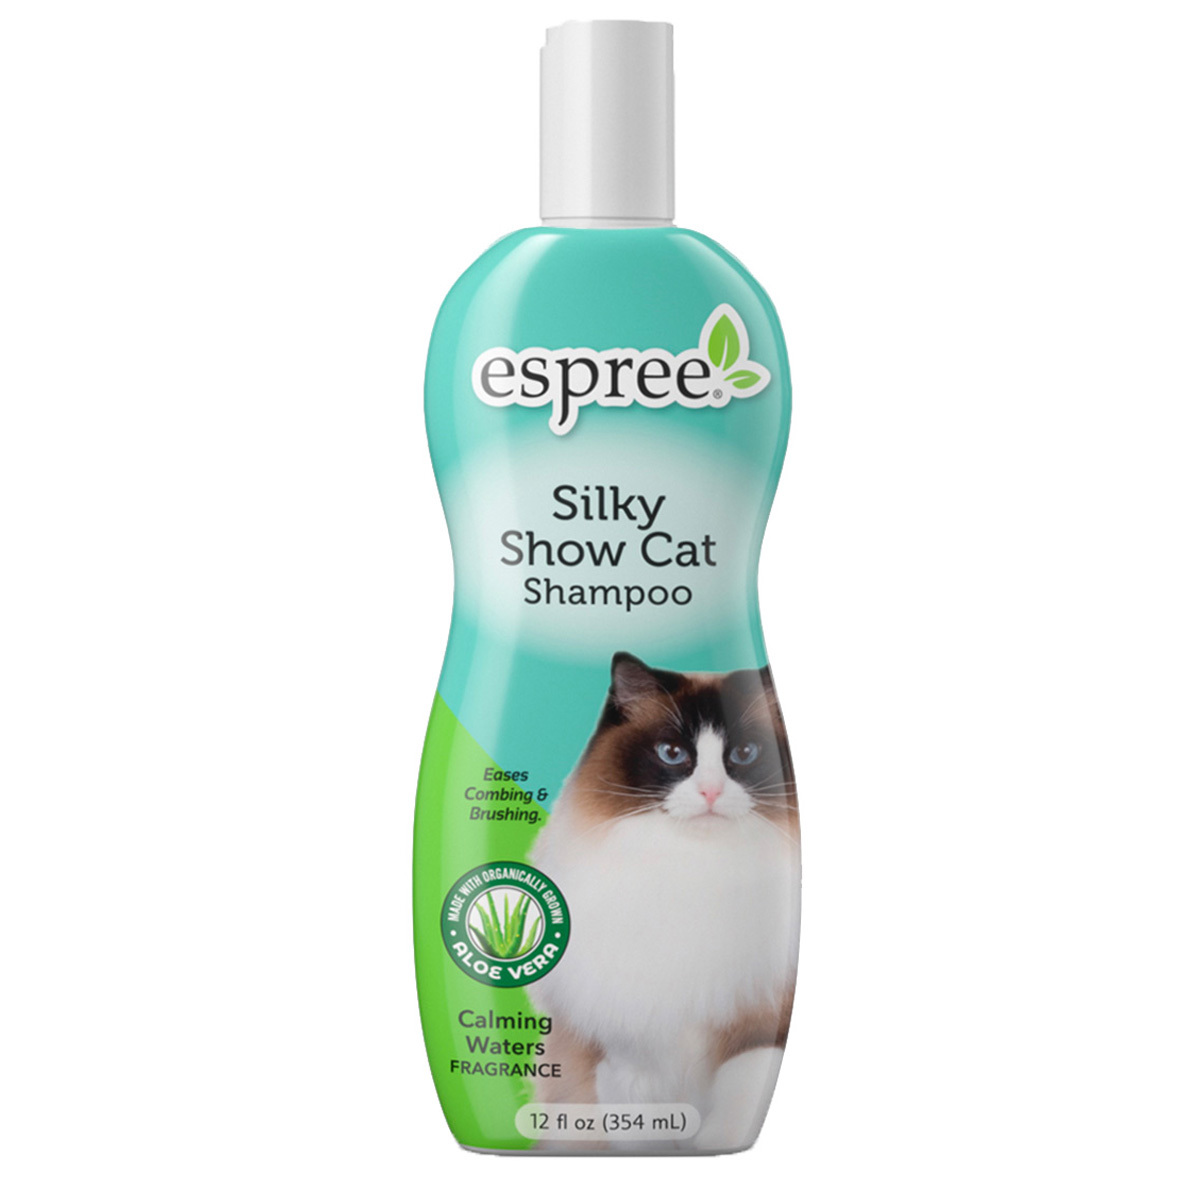 espree®
Silky
Show Cat
Shampoo
Eases
Combing &
Brushing.
MADE WITH ORGANICALLY GROWN
• ALOE VERA •
Calming
Waters
FRAGRANCE
12 fl oz (354 mL)